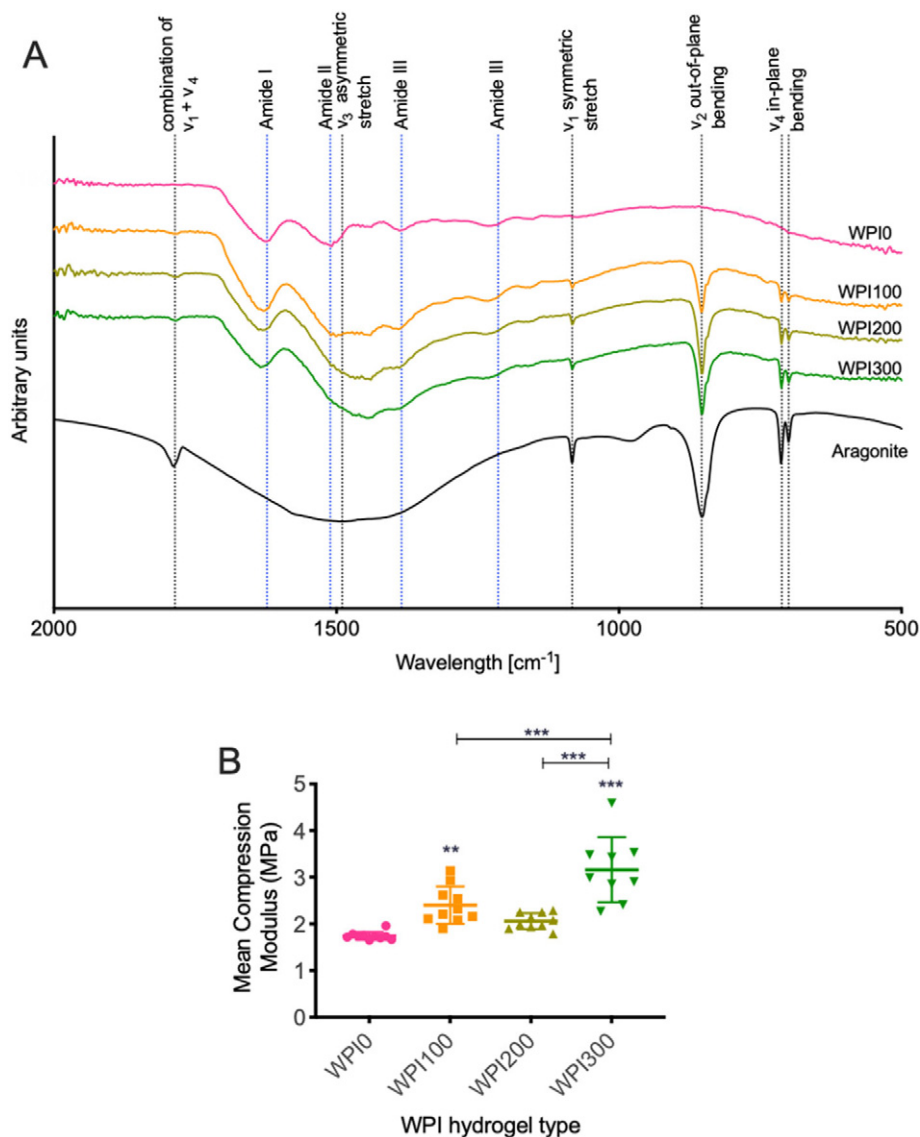 A
combination of
v1 + v4
Amide I
Amide II
v3 asymmetric
stretch
Amide III
Amide III
v1 symmetric
stretch
v2 out-of-plane
bending
v4 in-plane
bending
WPI0
WPI100
WPI200
WPI300
Aragonite
Arbitrary units
2000
1500
1000
500
Wavelength [cm-1]
B
***
***
***
**
Mean Compression
Modulus (MPa)
5
4
3
2
1
0
WPI0
WPI100
WPI200
WPI300
WPI hydrogel type